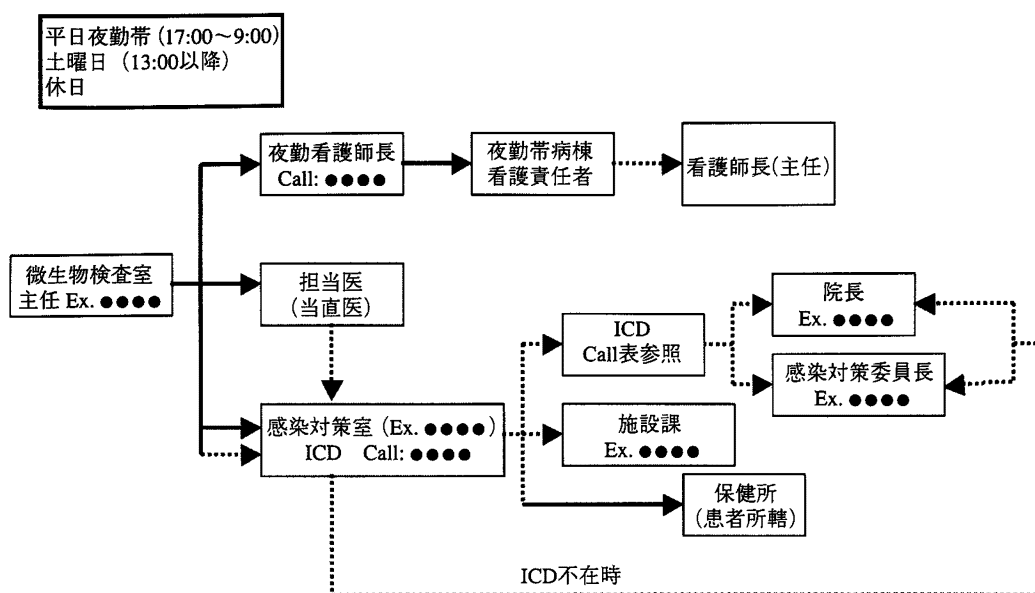 平日夜勤帯 (17:00～9:00)
土曜日 (13:00以降)
休日
夜勤看護師長
Call: ●●●●
夜勤帯病棟
看護責任者
看護師長(主任)
微生物検査室
主任 Ex. ●●●●
担当医
(当直医)
院長
Ex. ●●●●
ICD
Call表参照
感染対策委員長
Ex. ●●●●
感染対策室 (Ex. ●●●●)
ICD Call: ●●●●
施設課
Ex. ●●●●
保健所
(患者所轄)
ICD不在時